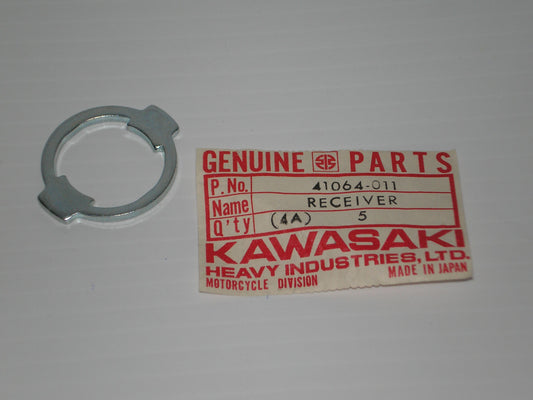 GENUINE PARTS
P. No. 41064-011
Name RECEIVER
Q'ty (4A) 5
KAWASAKI
HEAVY INDUSTRIES, LTD.
MOTORCYCLE DIVISION MADE IN JAPAN